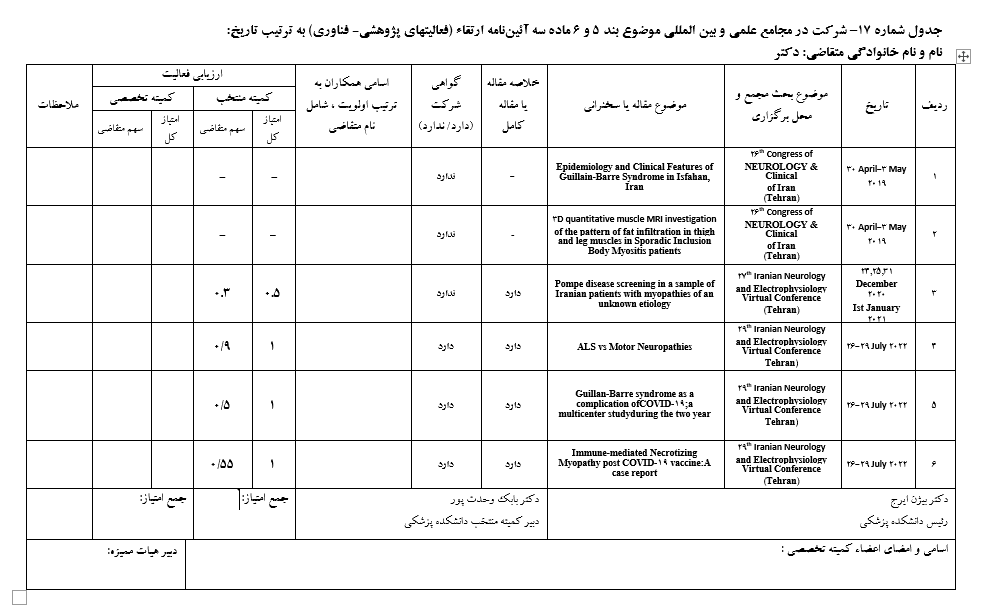 جدول شماره ۱۷- شرکت در مجامع علمی و بین المللی موضوع بند ۵ و ۶ ماده سه آئین‌نامه ارتقاء (فعالیتهای پژوهشی- فناوری) به ترتیب تاریخ:
نام و نام خانوادگی متقاضی: دکتر
ردیف
تاریخ
موضوع بحث مجمع و
محل برگزاری
موضوع مقاله یا سخنرانی
خلاصه مقاله
یا مقاله
کامل
گواهی
شرکت
(دارد/ندارد)
اسامی همکاران به
ترتیب اولویت ، شامل
نام متقاضی
ارزیابی فعالیت
کمیته منتخب
کمیته تخصصی
امتیاز
کل
سهم متقاضی
امتیاز
کل
سهم متقاضی
ملاحظات
۱
۳۰ April-۳ May
۲۰۱۹
۲۶th Congress of
NEUROLOGY &
Clinical
of Iran
(Tehran)
Epidemiology and Clinical Features of
Guillain-Barre Syndrome in Isfahan,
Iran
-
ندارد
-
-
۲
۳۰ April-۳ May
۲۰۱۹
۲۶th Congress of
NEUROLOGY &
Clinical
of Iran
(Tehran)
۳D quantitative muscle MRI investigation
of the pattern of fat infiltration in thigh
and leg muscles in Sporadic Inclusion
Body Myositis patients
-
ندارد
-
-
۳
۲۴,۲۵,۳۱
December
۲۰۲۰
Ist January
۲۰۲۱
۲۷th Iranian Neurology
and Electrophysiology
Virtual Conference
(Tehran)
Pompe disease screening in a sample of
Iranian patients with myopathies of an
unknown etiology
دارد
ندارد
۰.۵
۰.۳
۴
۲۶-۲۹ July ۲۰۲۲
۲۹th Iranian Neurology
and Electrophysiology
Virtual Conference
Tehran)
ALS vs Motor Neuropathies
دارد
دارد
۱
۰/۹
۵
۲۶-۲۹ July ۲۰۲۲
۲۹th Iranian Neurology
and Electrophysiology
Virtual Conference
Tehran)
Guillan-Barre syndrome as a
complication ofCOVID-۱۹;a
multicenter studyduring the two year
دارد
دارد
۱
۰/۵
۶
۲۶-۲۹ July ۲۰۲۲
۲۹th Iranian Neurology
and Electrophysiology
Virtual Conference
(Tehran)
Immune-mediated Necrotizing
Myopathy post COVID-۱۹ vaccine:A
case report
دارد
دارد
۱
۰/۵۵
دکتر بیژن ایرج
رئیس دانشکده پزشکی
دکتر بابک وحدت پور
دبیر کمیته منتخب دانشکده پزشکی
جمع امتیاز:
جمع امتیاز:
اسامی و امضای اعضاء کمیته تخصصی :
دبیر هیات ممیزه: